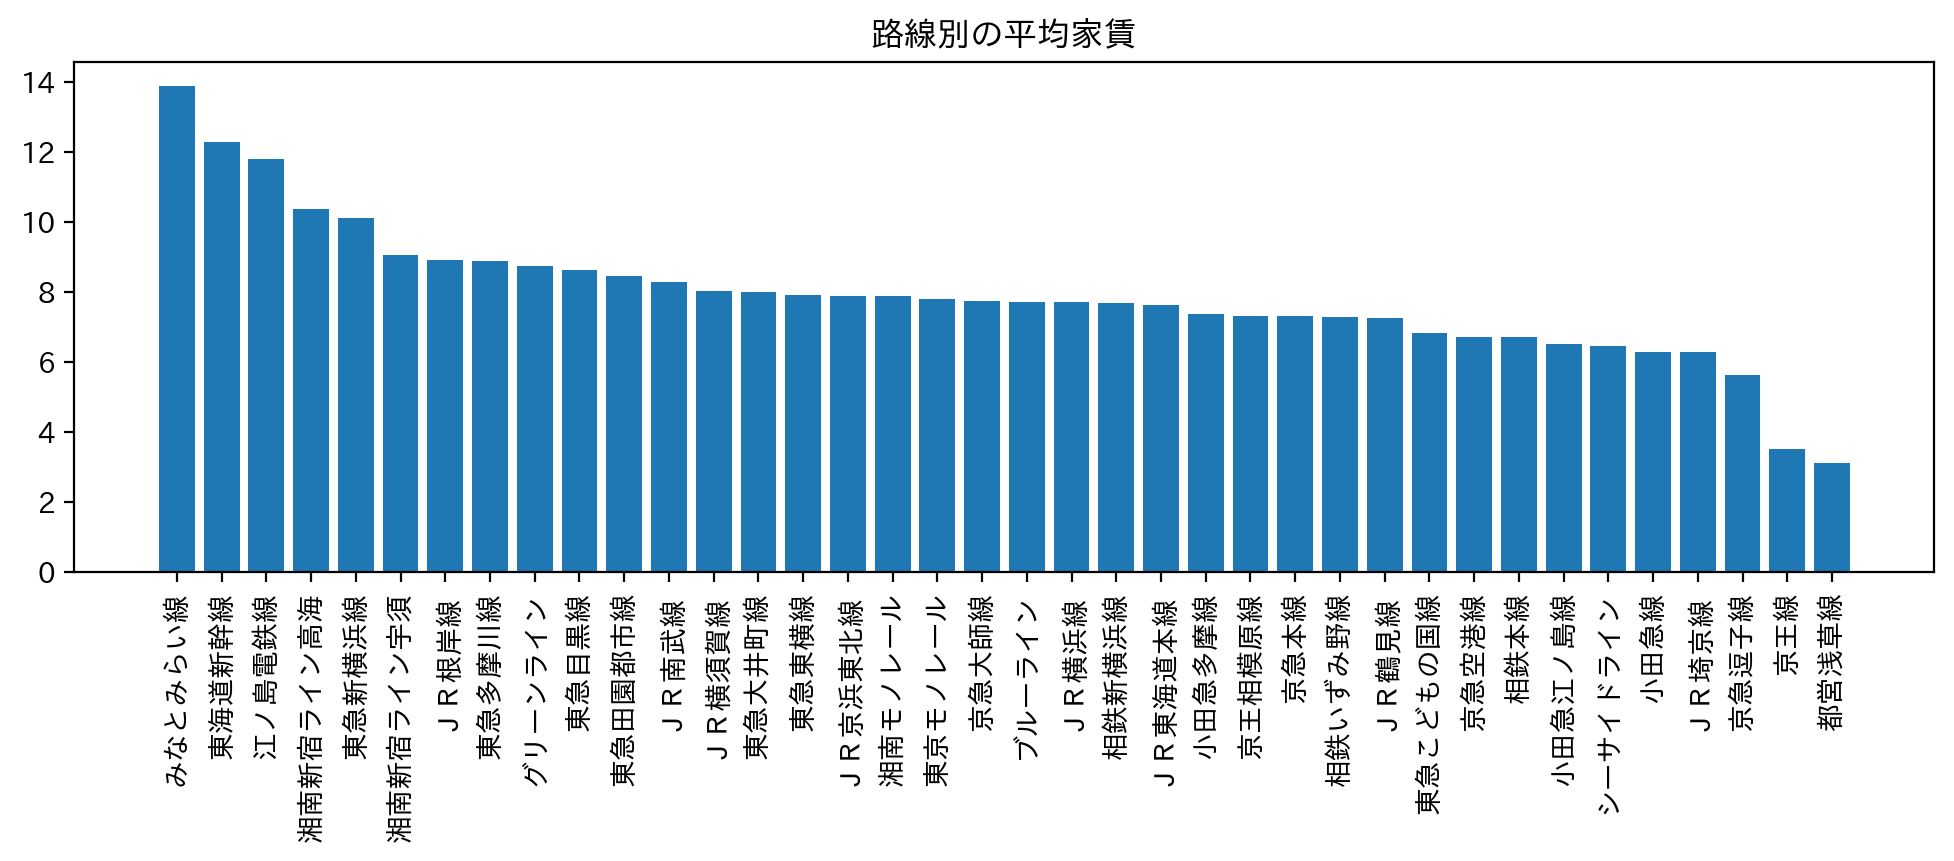 路線別の平均家賃
14
12
10
8
6
4
2
0
みなとみらい線
東海道新幹線
江ノ島電鉄線
湘南新宿ライン高海
東急新横浜線
湘南新宿ライン宇須
ＪＲ根岸線
東急多摩川線
グリーンライン
東急目黒線
東急田園都市線
ＪＲ南武線
ＪＲ横須賀線
東急大井町線
東急東横線
ＪＲ京浜東北線
湘南モノレール
東京モノレール
京急大師線
ブルーライン
ＪＲ横浜線
相鉄新横浜線
ＪＲ東海道本線
小田急多摩線
京王相模原線
京急本線
相鉄いずみ野線
ＪＲ鶴見線
東急こどもの国線
京急空港線
相鉄本線
小田急江ノ島線
シーサイドライン
小田急線
ＪＲ埼京線
京急逗子線
京王線
都営浅草線